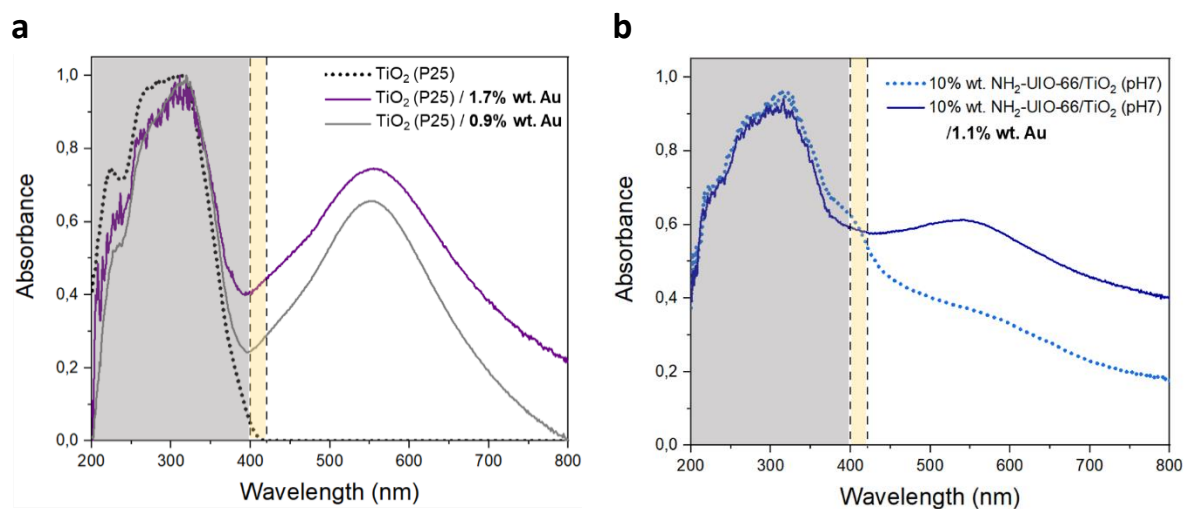 a
TiO2 (P25)
TiO2 (P25) / 1.7% wt. Au
TiO2 (P25) / 0.9% wt. Au
1,0
0,8
0,6
0,4
0,2
0,0
Absorbance
200 300 400 500 600 700 800
Wavelength (nm)
b
10% wt. NH2-UIO-66/TiO2 (pH7)
10% wt. NH2-UIO-66/TiO2 (pH7)
/1.1% wt. Au
1,0
0,8
0,6
0,4
0,2
0,0
Absorbance
200 300 400 500 600 700 800
Wavelength (nm)